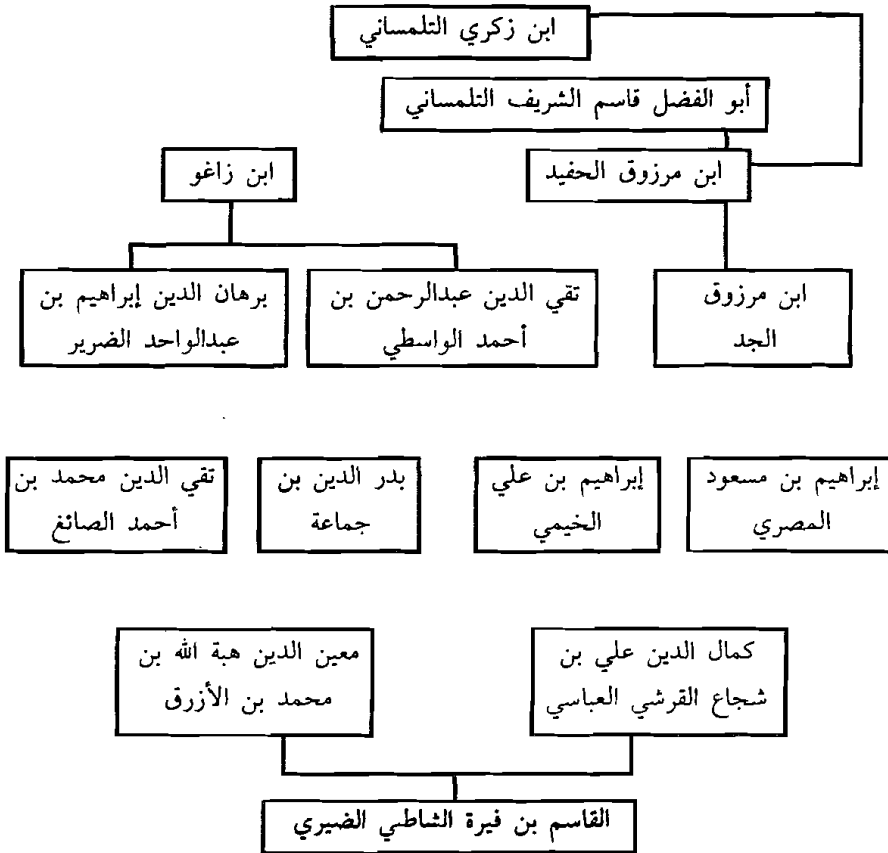 ابن زكري التلمساني
أبو الفضل قاسم الشريف التلمساني
ابن مرزوق الحفيد
ابن زاغو
ابن مرزوق
الجد
تقي الدين عبدالرحمن بن
أحمد الواسطي
برهان الدين إبراهيم بن
عبدالواحد الضرير
إبراهيم بن مسعود
المصري
إبراهيم بن علي
الخيمي
بدر الدين بن
جماعة
تقي الدين محمد بن
أحمد الصائغ
كمال الدين علي بن
شجاع القرشي العباسي
معين الدين هبة الله بن
محمد بن الأزرق
القاسم بن فيرة الشاطبي الضيري